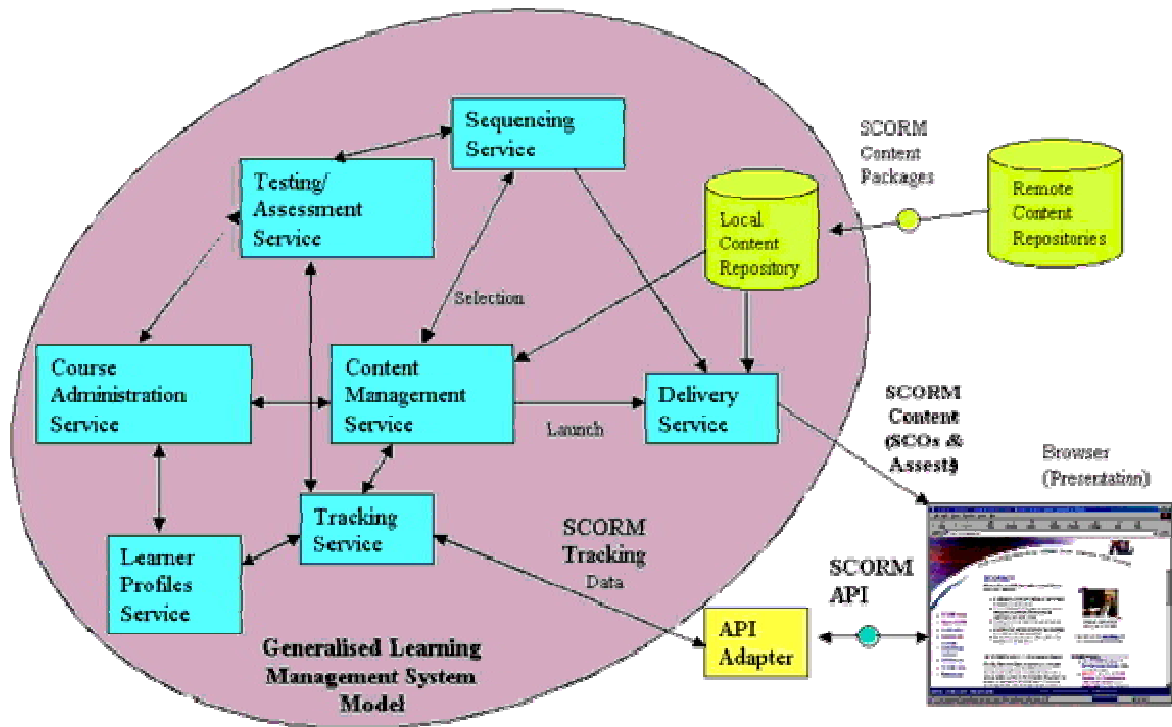 Sequencing
Service
SCORM
Content
Packages
Testing/
Assessment
Service
Remote
Content
Repositories
Local
Content
Repository
Selection
Course
Administration
Service
Content
Management
Service
Delivery
Service
Launch
SCORM
Content
(SCOs &
Assests)
Browser
(Presentation)
Tracking
Service
SCORM
Tracking
Data
Learner
Profiles
Service
SCORM
API
API
Adapter
Generalised Learning
Management System
Model